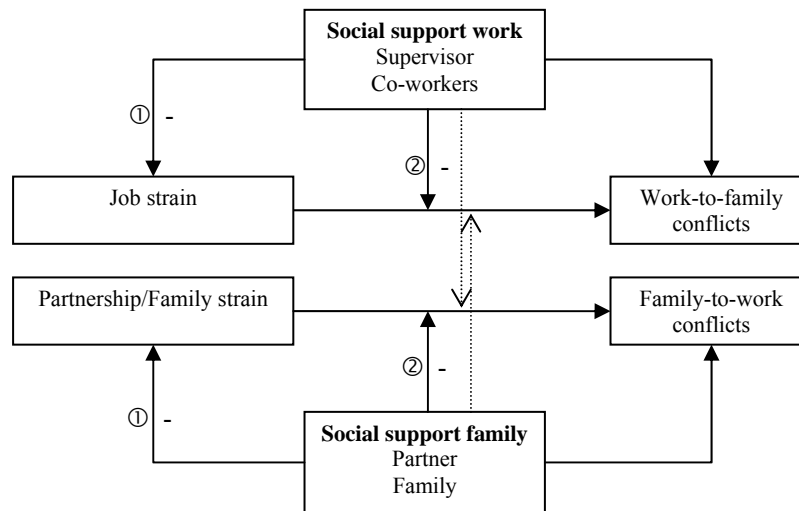 Social support work
Supervisor
Co-workers
① -
② -
Job strain
Work-to-family
conflicts
Partnership/Family strain
Family-to-work
conflicts
② -
① -
Social support family
Partner
Family